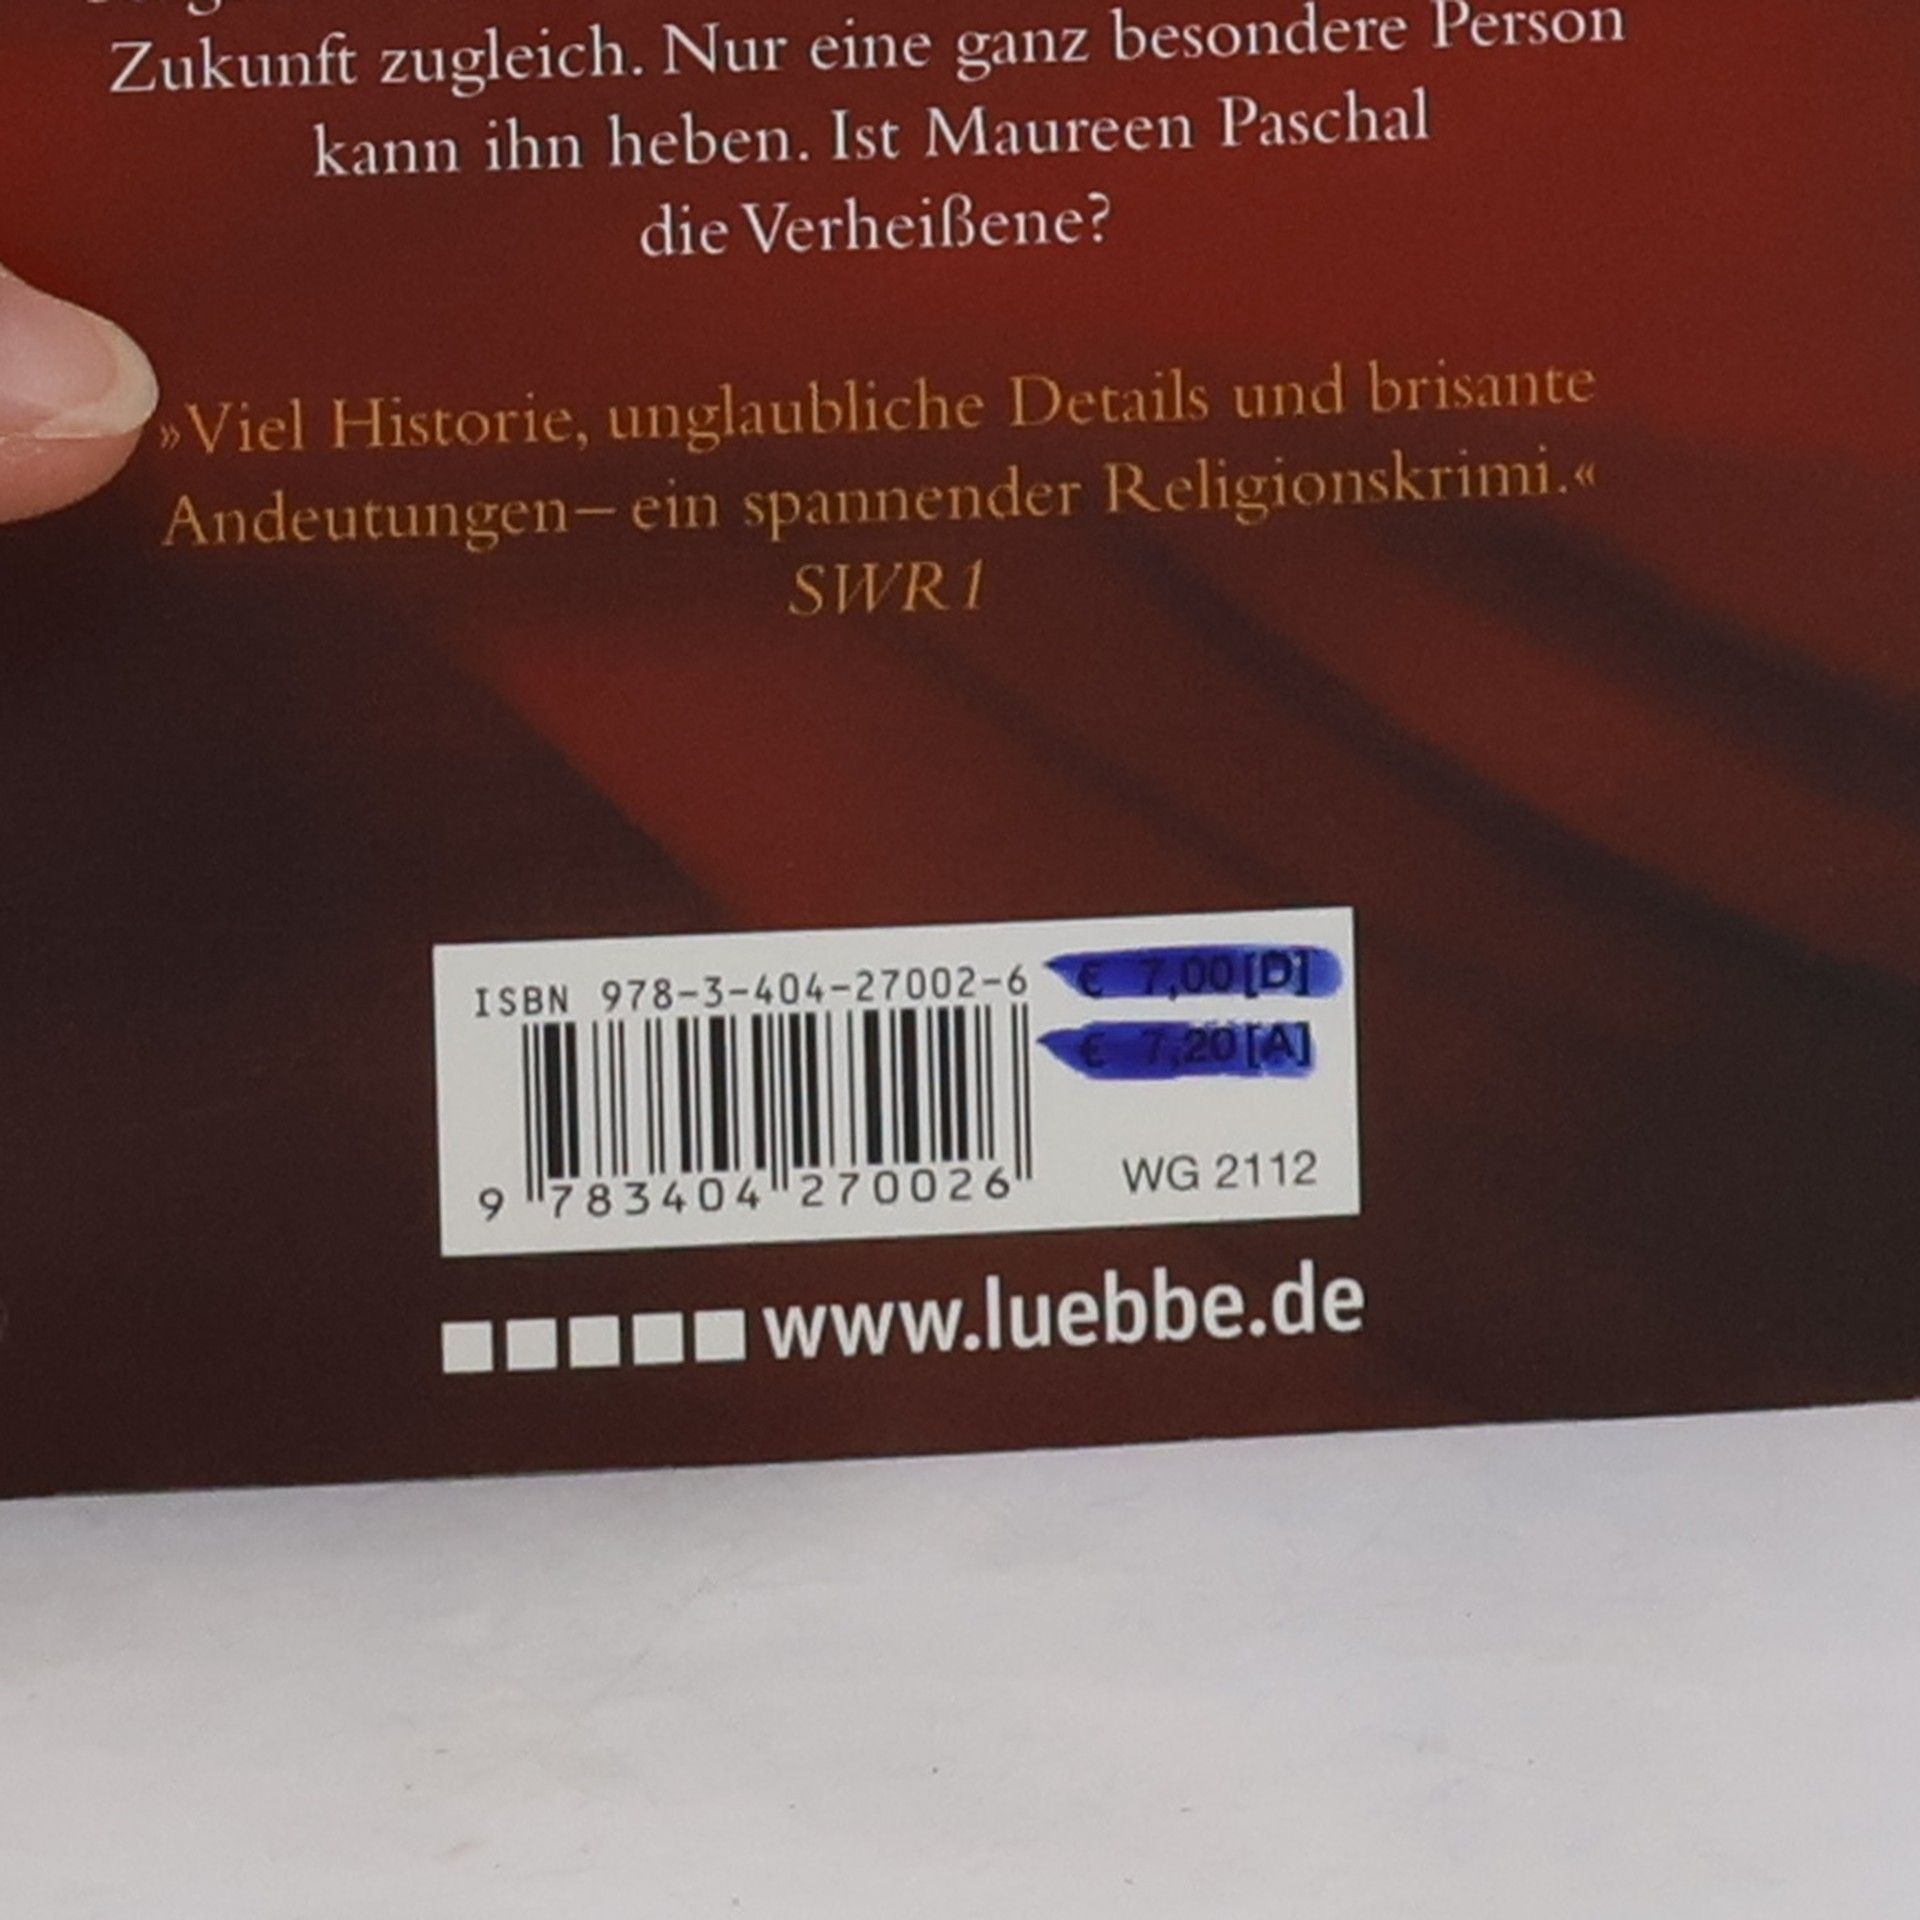 Zukunft zugleich. Nur eine ganz besondere Person
kann ihn heben. Ist Maureen Paschal
die Verheißene?
»Viel Historie, unglaubliche Details und brisante
Andeutungen – ein spannender Religionskrimi.«
SWR 1
ISBN 978-3-404-27002-6
€ 7,00 [D]
€ 7,20 [A]
9 783404 270026
WG 2112
www.luebbe.de